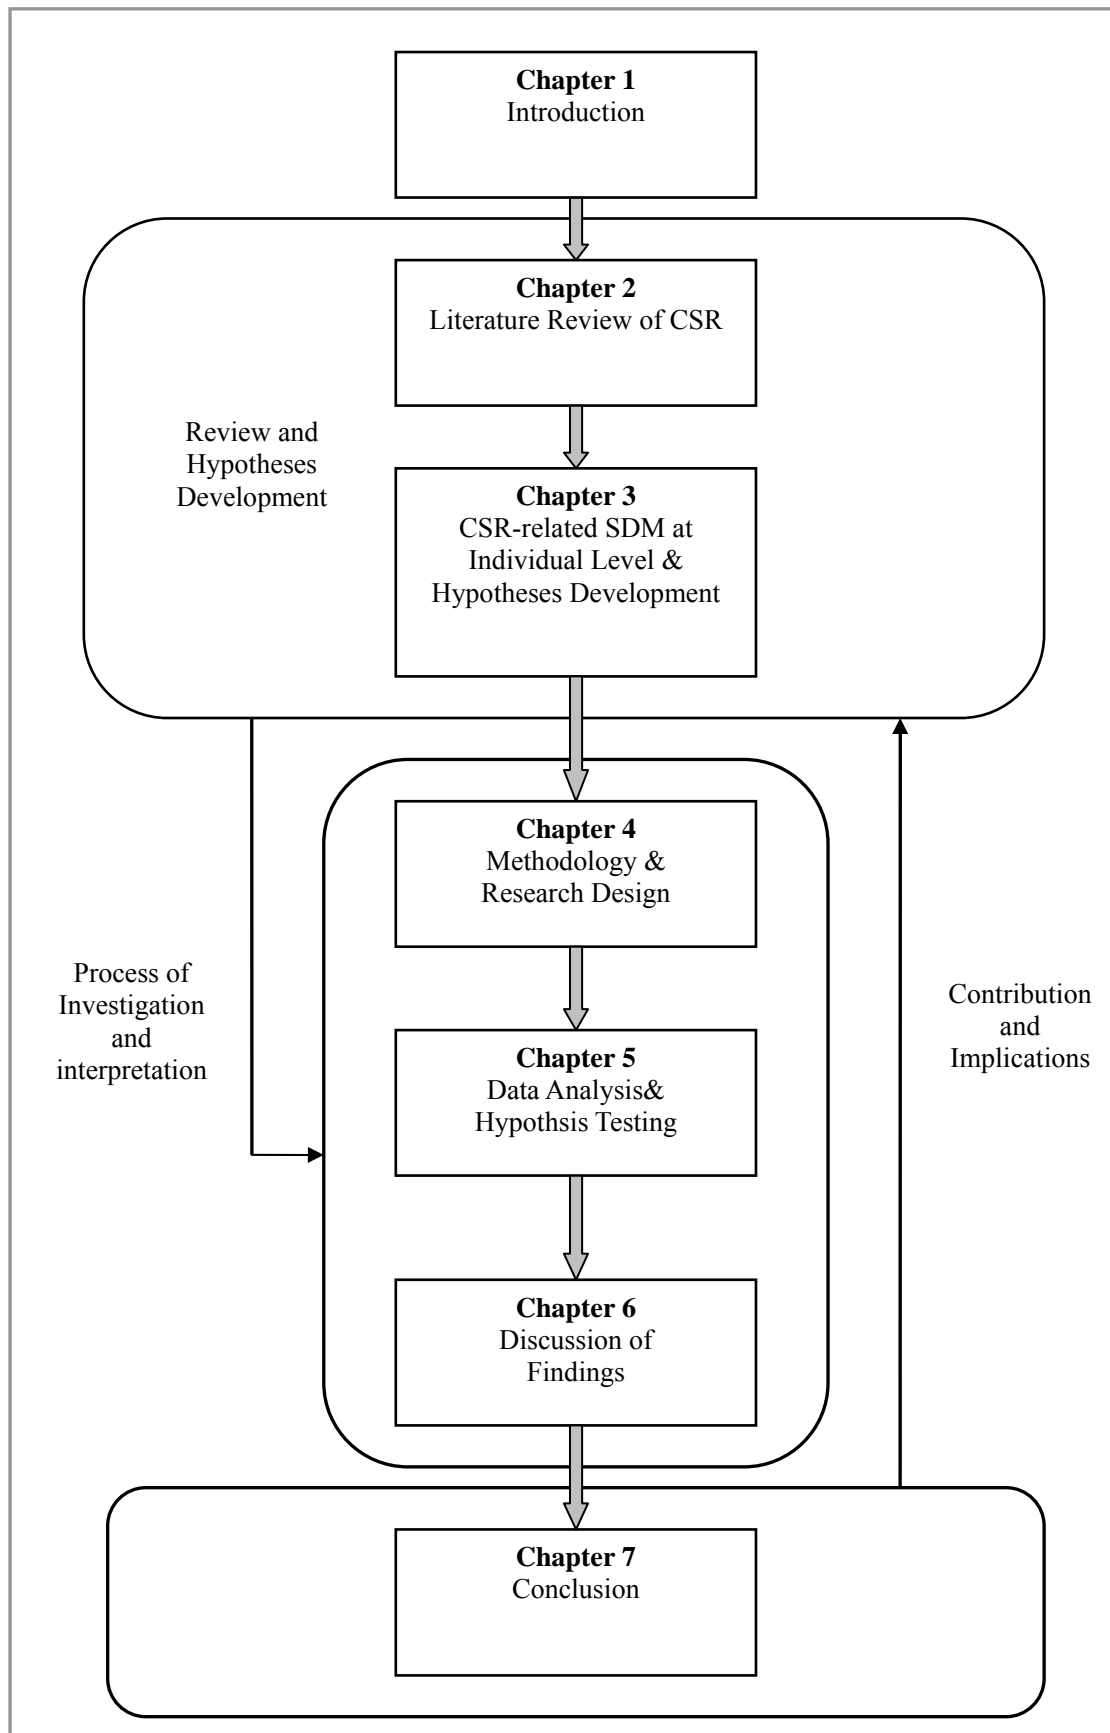 Chapter 1
Introduction
Chapter 2
Literature Review of CSR
Review and
Hypotheses
Development
Chapter 3
CSR-related SDM at
Individual Level &
Hypotheses Development
Chapter 4
Methodology &
Research Design
Process of
Investigation
and
interpretation
Contribution
and
Implications
Chapter 5
Data Analysis&
Hypothsis Testing
Chapter 6
Discussion of
Findings
Chapter 7
Conclusion